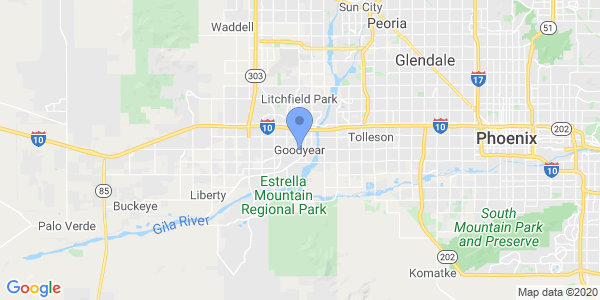 Sun City
Peoria
Waddell
51
Glendale
17
303
Litchfield Park
10
10
202
Tolleson
Phoenix
10
Goodyear
10
Estrella
Mountain
Regional Park
85
Liberty
Buckeye
Gila River
Palo Verde
South
Mountain Park
and Preserve
202
202
Komatke
Google
Map data ©2020